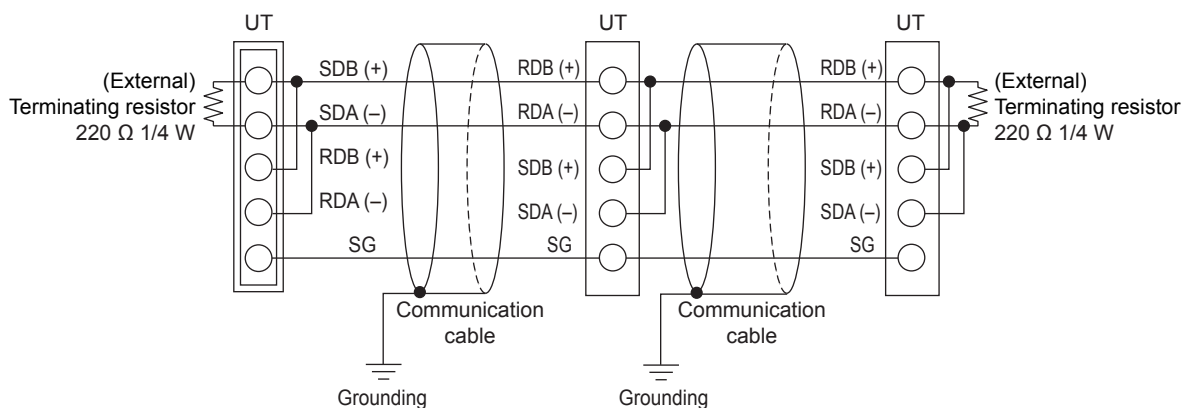 UT
UT
UT
(External)
Terminating resistor
220 Ω 1/4 W
SDB (+)
SDA (–)
RDB (+)
RDA (–)
SG
RDB (+)
RDA (–)
SDB (+)
SDA (–)
SG
RDB (+)
RDA (–)
SDB (+)
SDA (–)
SG
(External)
Terminating resistor
220 Ω 1/4 W
Communication
cable
Communication
cable
Grounding
Grounding